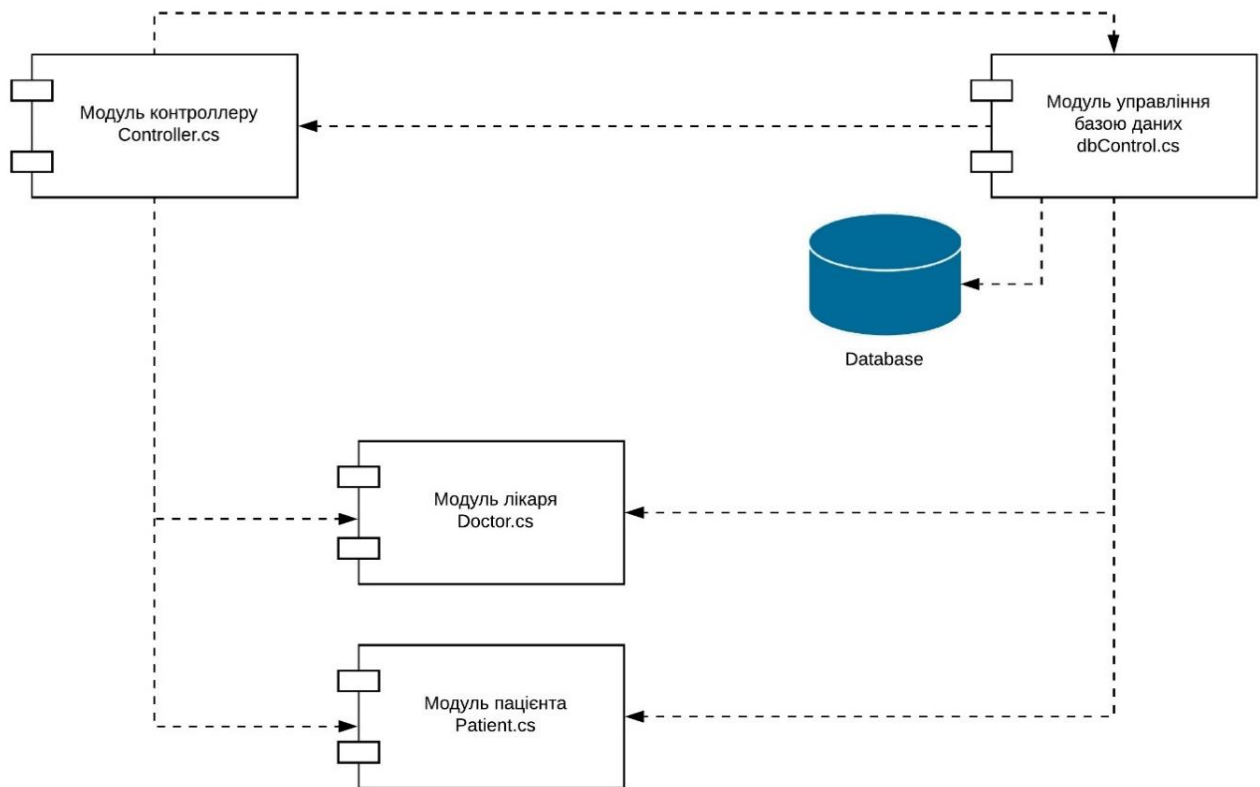 Модуль контроллеру
Controller.cs
Модуль управління
базою даних
dbControl.cs
Database
Модуль лікаря
Doctor.cs
Модуль пацієнта
Patient.cs